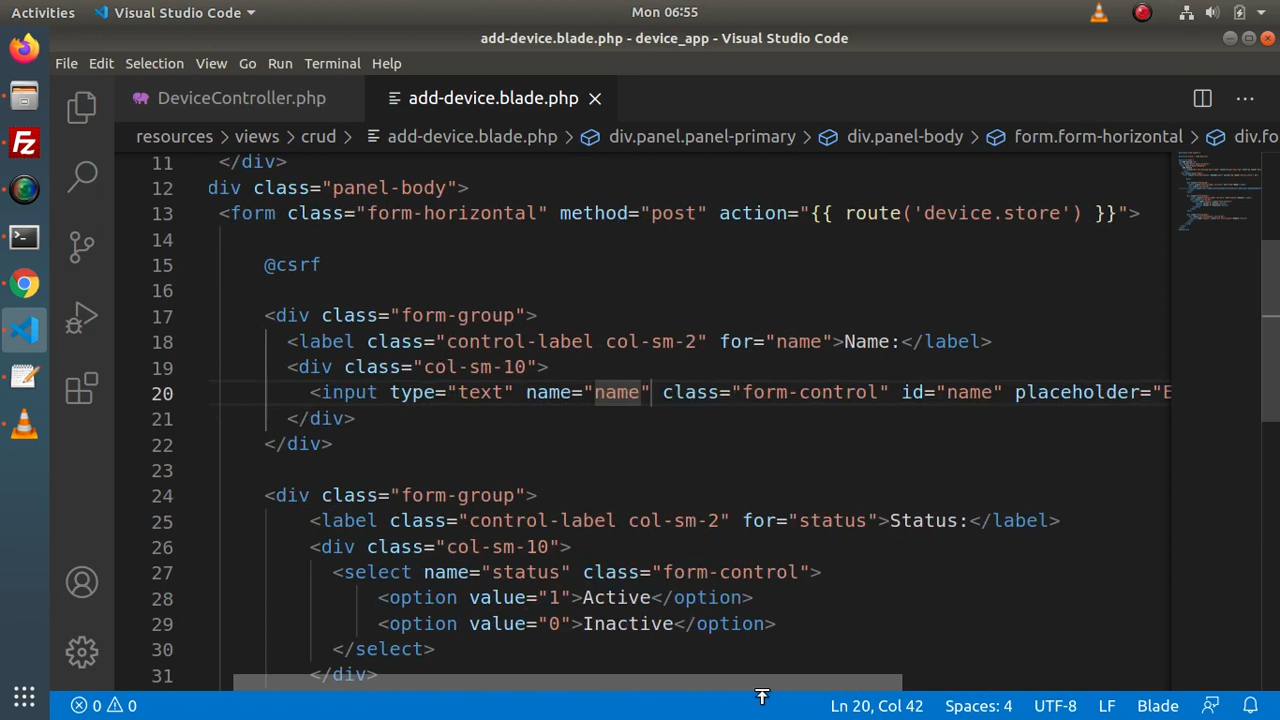 Activities Visual Studio Code Mon 06:55
add-device.blade.php - device_app - Visual Studio Code
File Edit Selection View Go Run Terminal Help
DeviceController.php add-device.blade.php
resources > views > crud > add-device.blade.php > div.panel.panel-primary > div.panel-body > form.form-horizontal > div.fo
11 </div>
12 div class="panel-body">
13 <form class="form-horizontal" method="post" action="{{ route('device.store') }}">
14
15 @csrf
16
17 <div class="form-group">
18 <label class="control-label col-sm-2" for="name">Name:</label>
19 <div class="col-sm-10">
20 <input type="text" name="name" class="form-control" id="name" placeholder="E
21 </div>
22 </div>
23
24 <div class="form-group">
25 <label class="control-label col-sm-2" for="status">Status:</label>
26 <div class="col-sm-10">
27 <select name="status" class="form-control">
28 <option value="1">Active</option>
29 <option value="0">Inactive</option>
30 </select>
31 </div>
0 0 Ln 20, Col 42 Spaces: 4 UTF-8 LF Blade